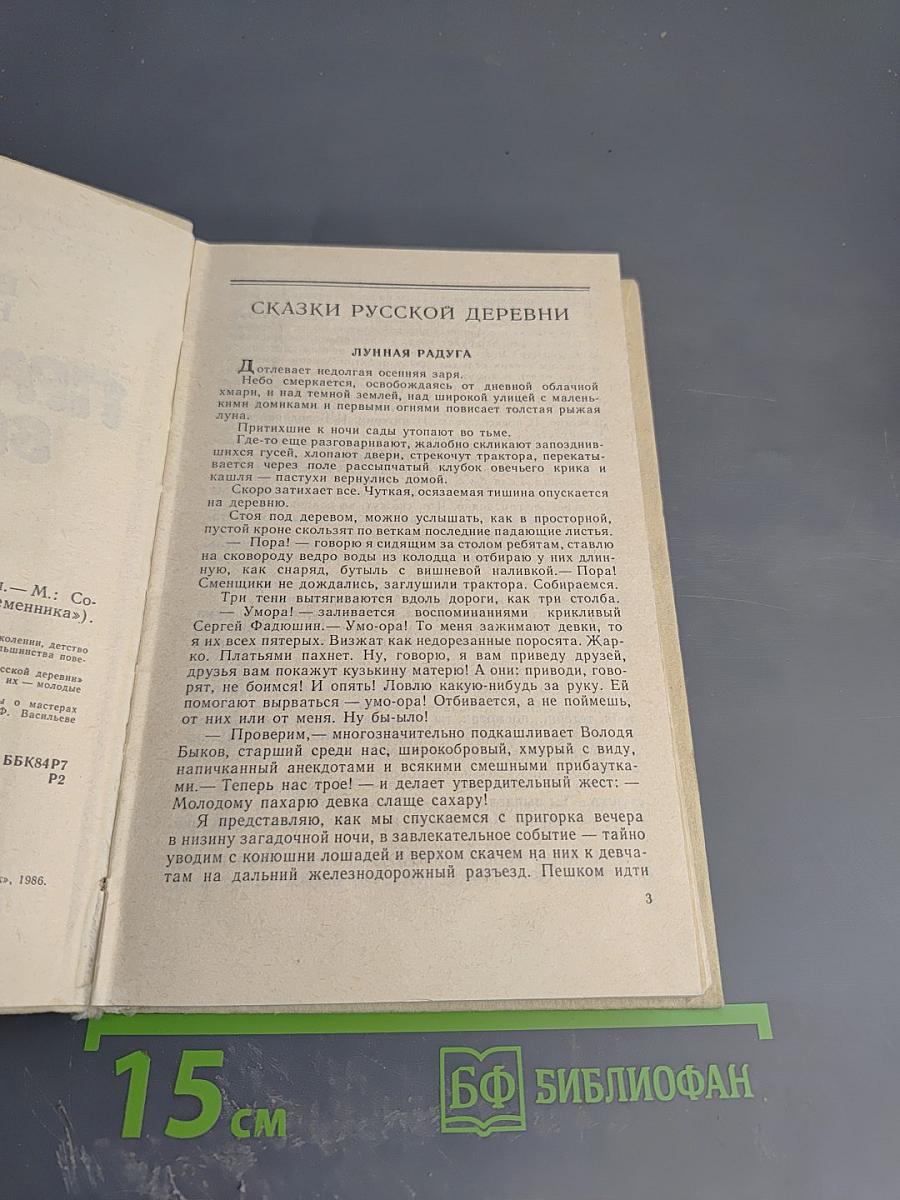 л.— М.: Со-
ременника»).
колении, детство
льшинства пове-
сской деревни»
их — молодые
ы о мастерах
Ф. Васильеве
ББК84Р7
Р2
к», 1986.
СКАЗКИ РУССКОЙ ДЕРЕВНИ
ЛУННАЯ РАДУГА
Дотлевает недолгая осенняя заря.
Небо смеркается, освобождаясь от дневной облачной
хмари, и над темной землей, над широкой улицей с малень-
кими домиками и первыми огнями повисает толстая рыжая
луна.
Притихшие к ночи сады утопают во тьме.
Где-то еще разговаривают, жалобно скликают запоздив-
шихся гусей, хлопают двери, стрекочут трактора, перекаты-
вается через поле рассыпчатый клубок овечьего крика и
кашля — пастухи вернулись домой.
Скоро затихает все. Чуткая, осязаемая тишина опускается
на деревню.
Стоя под деревом, можно услышать, как в просторной,
пустой кроне скользят по веткам последние падающие листья.
— Пора! — говорю я сидящим за столом ребятам, ставлю
на сковороду ведро воды из колодца и отбираю у них длин-
ную, как снаряд, бутыль с вишневой наливкой.— Пора!
Сменщики не дождались, заглушили трактора. Собираемся.
Три тени вытягиваются вдоль дороги, как три столба.
— Умора! — заливается воспоминаниями крикливый
Сергей Фадюшин.— Умо-ора! То меня зажимают девки, то
я их всех пятерых. Визжат как недорезанные поросята. Жар-
ко. Платьями пахнет. Ну, говорю, я вам приведу друзей,
друзья вам покажут кузькину матерю! А они: приводи, гово-
рят, не боимся! И опять! Ловлю какую-нибудь за руку. Ей
помогают вырваться — умо-ора! Отбивается, а не поймешь,
от них или от меня. Ну бы-ыло!
— Проверим,— многозначительно подкашливает Володя
Быков, старший среди нас, широкобровый, хмурый с виду,
напичканный анекдотами и всякими смешными прибаутка-
ми.— Теперь нас трое! — и делает утвердительный жест: —
Молодому пахарю девка слаще сахару!
Я представляю, как мы спускаемся с пригорка вечера
в низину загадочной ночи, в завлекательное событие — тайно
уводим с конюшни лошадей и верхом скачем на них к девча-
там на дальний железнодорожный разъезд. Пешком идти
3
15 см
БФ БИБЛИОФАН